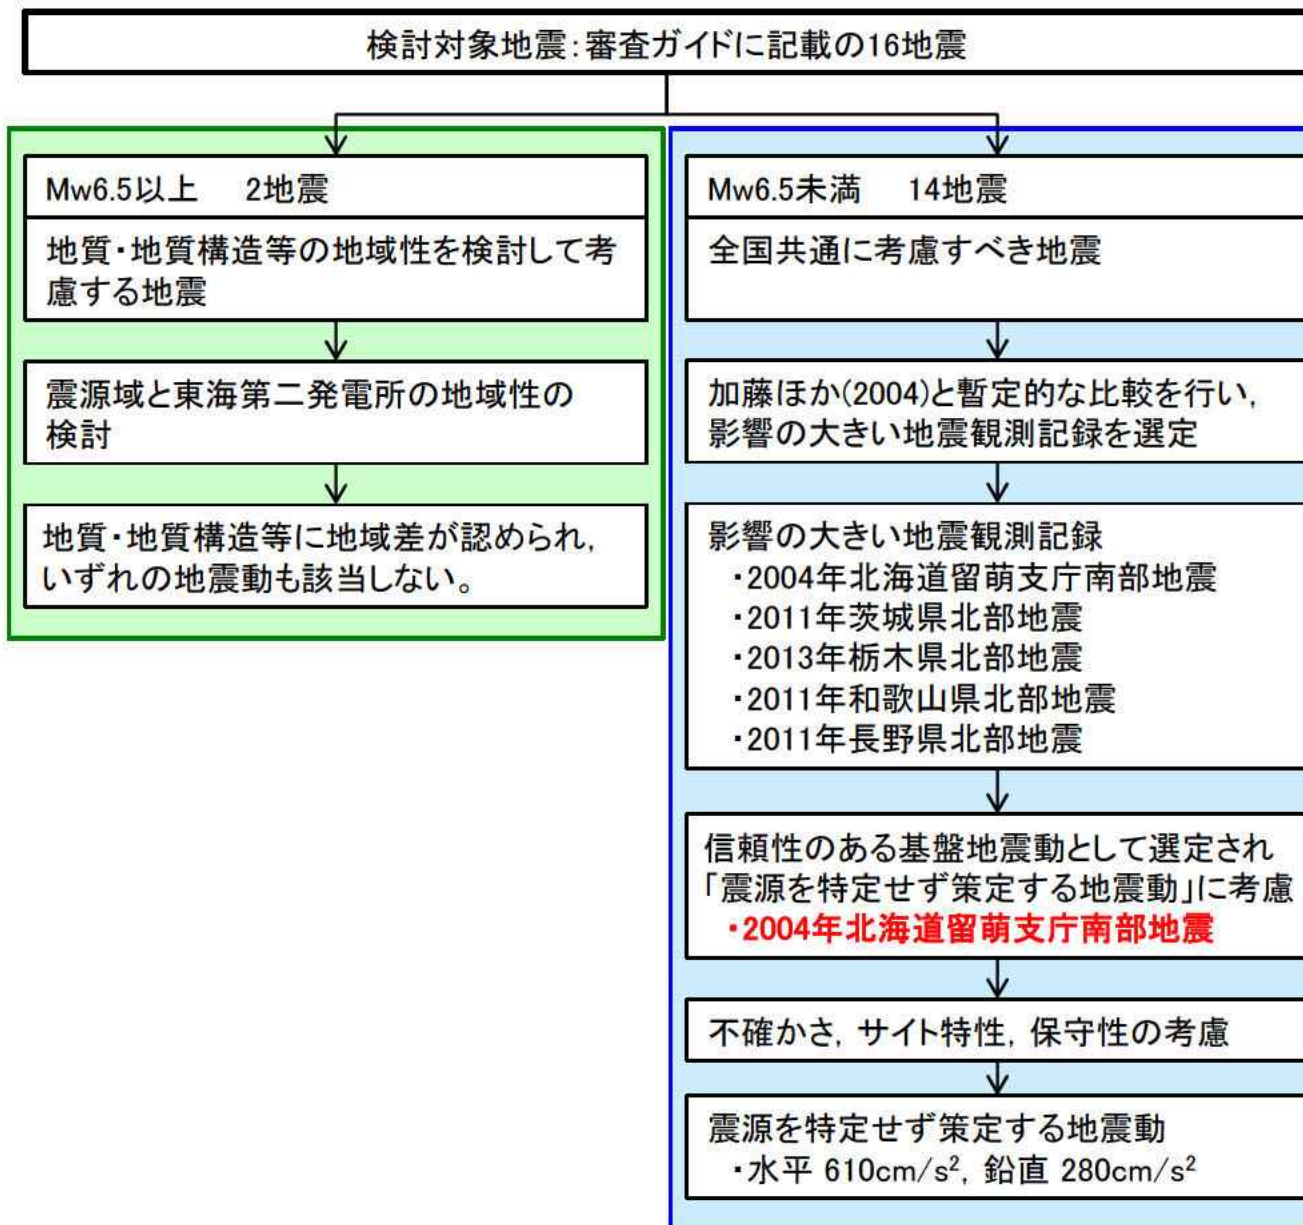 検討対象地震：審査ガイドに記載の16地震
Mw6.5以上　2地震
地質・地質構造等の地域性を検討して考
慮する地震
震源域と東海第二発電所の地域性の
検討
地質・地質構造等に地域差が認められ，
いずれの地震動も該当しない。
Mw6.5未満　14地震
全国共通に考慮すべき地震
加藤ほか(2004)と暫定的な比較を行い，
影響の大きい地震観測記録を選定
影響の大きい地震観測記録
・2004年北海道留萌支庁南部地震
・2011年茨城県北部地震
・2013年栃木県北部地震
・2011年和歌山県北部地震
・2011年長野県北部地震
信頼性のある基盤地震動として選定され
「震源を特定せず策定する地震動」に考慮
・2004年北海道留萌支庁南部地震
不確かさ，サイト特性，保守性の考慮
震源を特定せず策定する地震動
・水平 610cm/s²，鉛直 280cm/s²